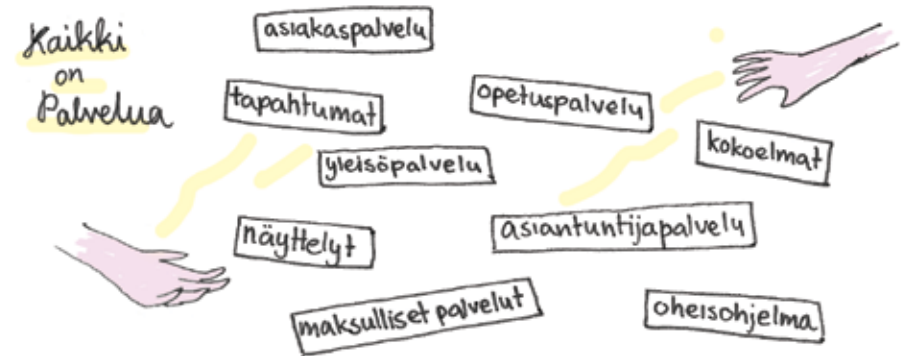 Kaikki
on
Palvelua
asiakaspalvelu
tapahtumat
opetuspalvelu
yleisöpalvelu
kokoelmat
näyttelyt
asiantuntijapalvelu
maksulliset palvelut
oheisohjelma